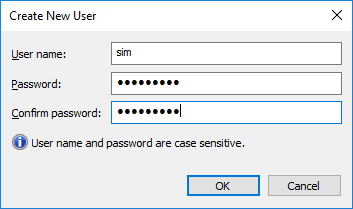 Create New User
User name:
sim
Password:
●●●●●●●●●
Confirm password:
●●●●●●●●●
User name and password are case sensitive.
OK
Cancel